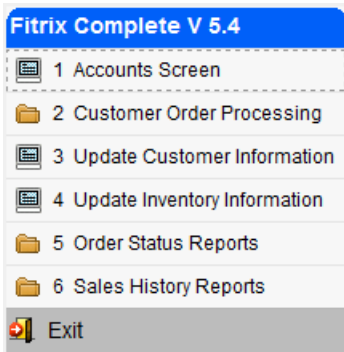 Fitrix Complete V 5.4
1 Accounts Screen
2 Customer Order Processing
3 Update Customer Information
4 Update Inventory Information
5 Order Status Reports
6 Sales History Reports
Exit